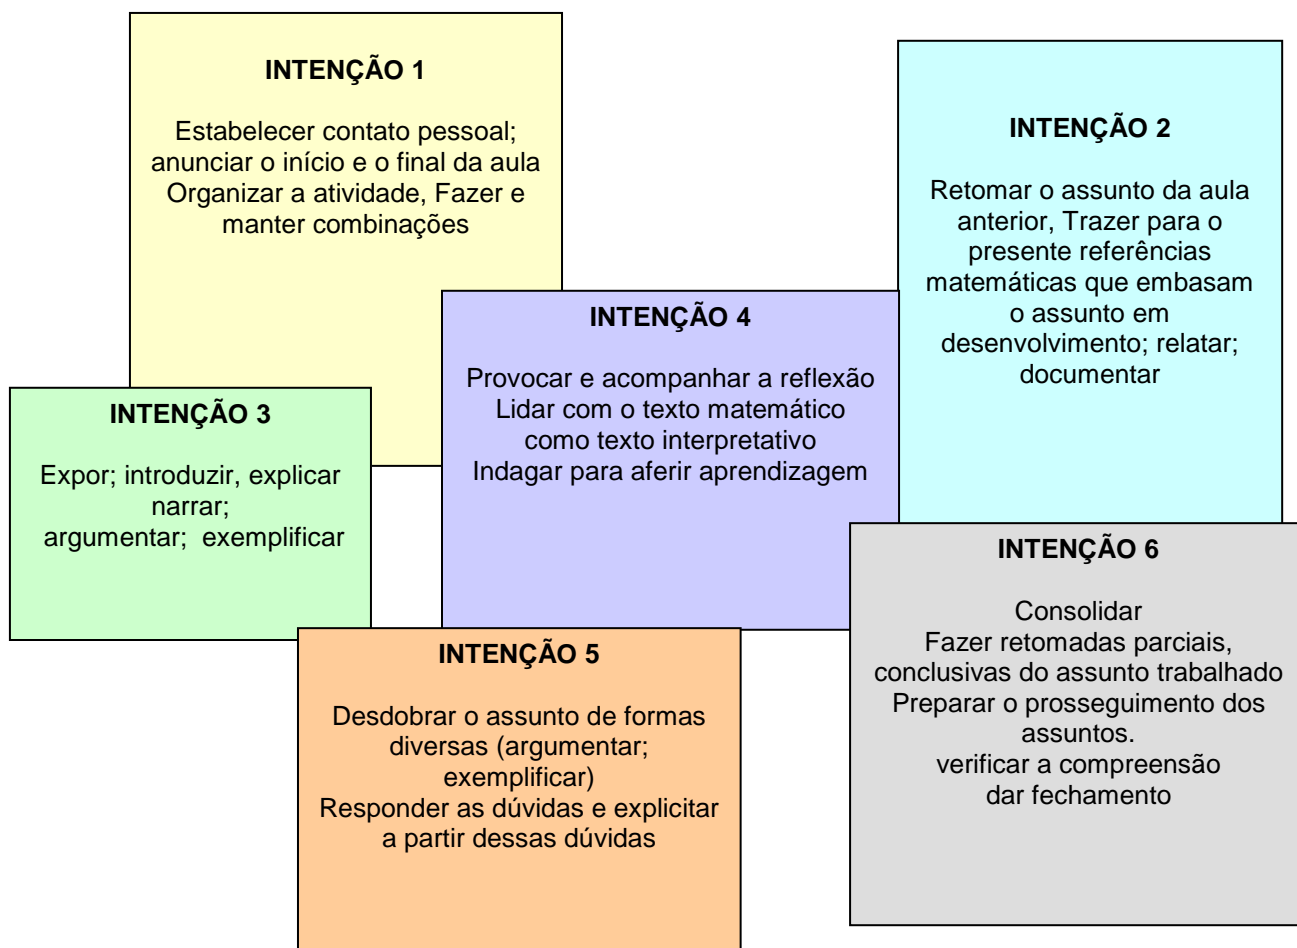 INTENÇÃO 1
Estabelecer contato pessoal;
anunciar o início e o final da aula
Organizar a atividade, Fazer e
manter combinações
INTENÇÃO 2
Retomar o assunto da aula
anterior, Trazer para o
presente referências
matemáticas que embasam
o assunto em
desenvolvimento; relatar;
documentar
INTENÇÃO 3
Expor; introduzir, explicar
narrar;
argumentar; exemplificar
INTENÇÃO 4
Provocar e acompanhar a reflexão
Lidar com o texto matemático
como texto interpretativo
Indagar para aferir aprendizagem
INTENÇÃO 5
Desdobrar o assunto de formas
diversas (argumentar;
exemplificar)
Responder as dúvidas e explicitar
a partir dessas dúvidas
INTENÇÃO 6
Consolidar
Fazer retomadas parciais,
conclusivas do assunto trabalhado
Preparar o prosseguimento dos
assuntos.
verificar a compreensão
dar fechamento